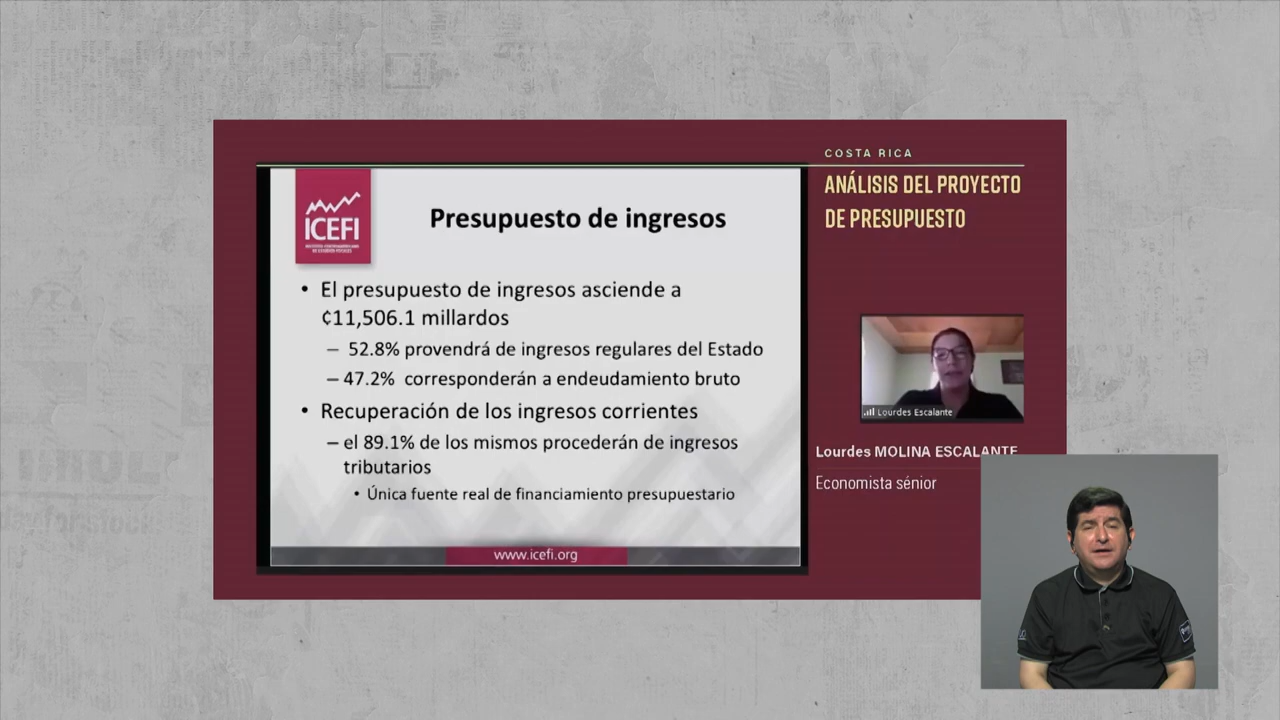 COSTA RICA
ANÁLISIS DEL PROYECTO
DE PRESUPUESTO
ICEFI
Presupuesto de ingresos
• El presupuesto de ingresos asciende a
¢11,506.1 millardos
– 52.8% provendrá de ingresos regulares del Estado
– 47.2% corresponderán a endeudamiento bruto
• Recuperación de los ingresos corrientes
– el 89.1% de los mismos procederán de ingresos
tributarios
• Única fuente real de financiamiento presupuestario
www.icefi.org
Lourdes Escalante
Lourdes MOLINA ESCALANTE
Economista sénior